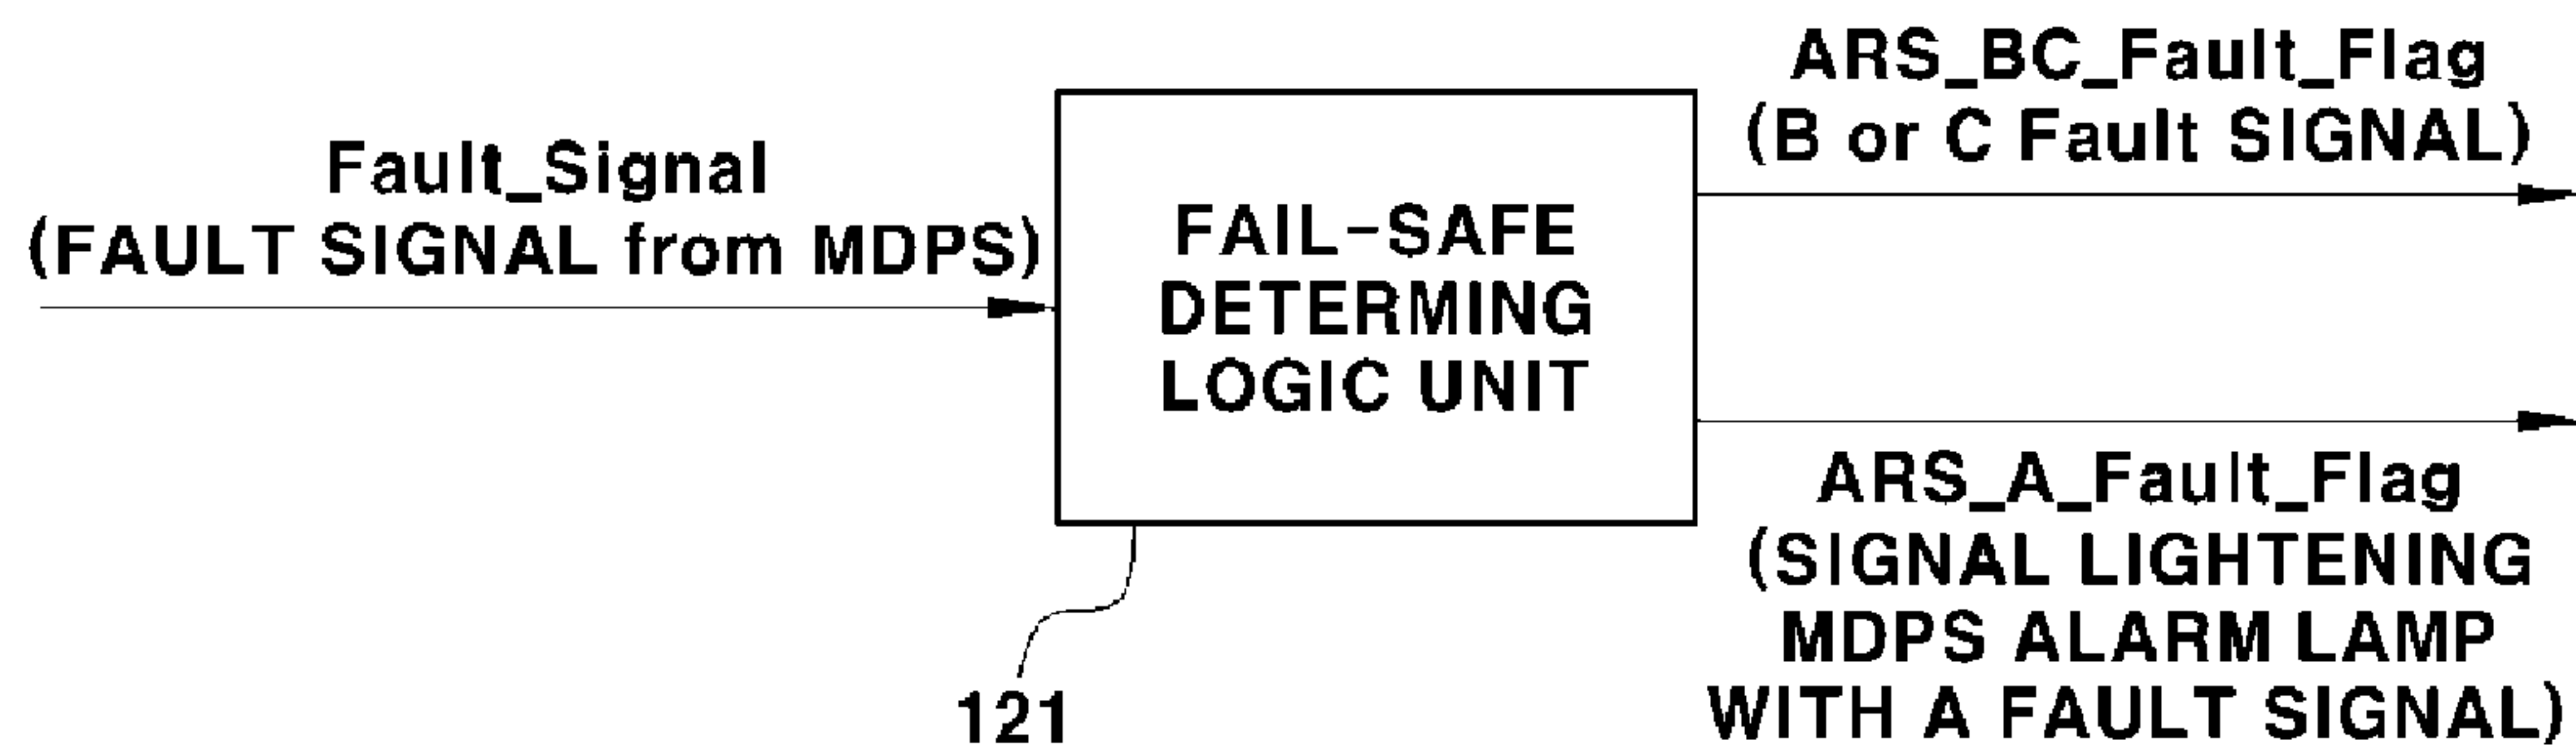 Fault_Signal
(FAULT SIGNAL from MDPS)
FAIL-SAFE
DETERMING
LOGIC UNIT
121
ARS_BC_Fault_Flag
(B or C Fault SIGNAL)
ARS_A_Fault_Flag
(SIGNAL LIGHTENING
MDPS ALARM LAMP
WITH A FAULT SIGNAL)